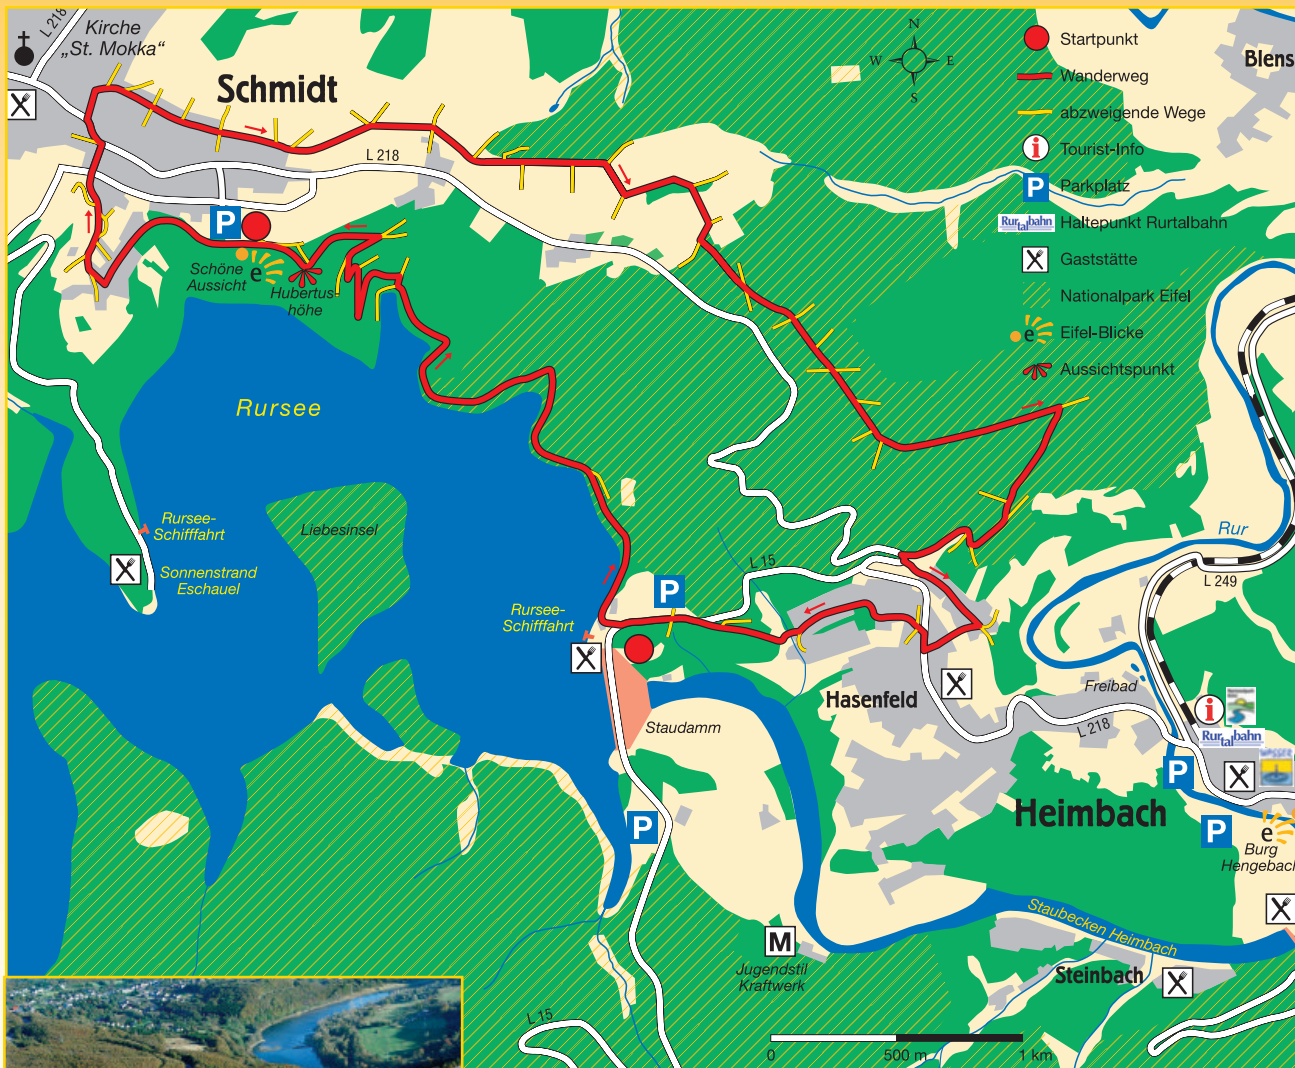 L 218
Kirche
„St. Mokka“
Schmidt
N
W
E
S
Startpunkt
Wanderweg
abzweigende Wege
i
Tourist-Info
P
Parkplatz
Rurtalbahn
Haltepunkt Rurtalbahn
Gaststätte
Nationalpark Eifel
e
Eifel-Blicke
Aussichtspunkt
Blens
L 218
P
Schöne
Aussicht
e
Hubertus-
höhe
Rursee
Liebesinsel
Rursee-
Schifffahrt
Sonnenstrand
Eschauel
Rursee-
Schifffahrt
P
L 15
Rur
L 249
Hasenfeld
Freibad
L 218
i
Rurtalbahn
Staudamm
P
P
P
Heimbach
e
Burg
Hengebach
M
Jugendstil
Kraftwerk
Staubecken Heimbach
Steinbach
L 15
0
500 m
1 km